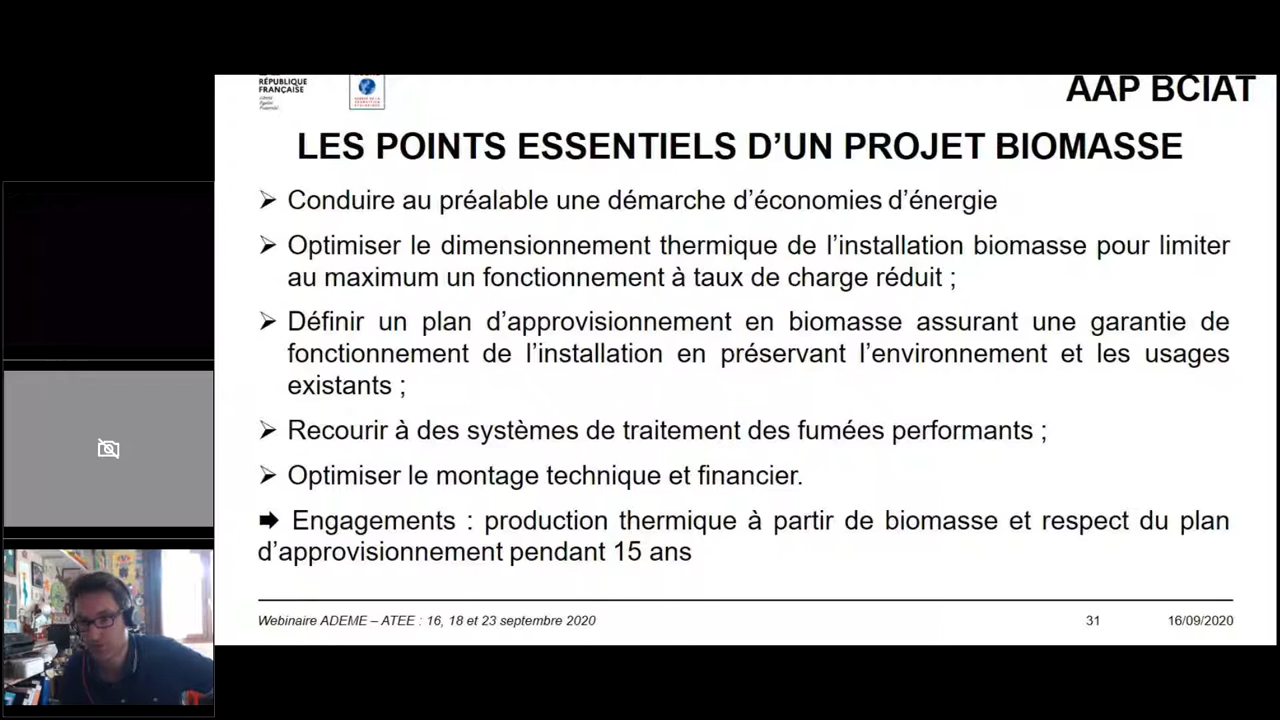 RÉPUBLIQUE
FRANÇAISE
AAP BCIAT
LES POINTS ESSENTIELS D’UN PROJET BIOMASSE
➢ Conduire au préalable une démarche d’économies d’énergie
➢ Optimiser le dimensionnement thermique de l’installation biomasse pour limiter
au maximum un fonctionnement à taux de charge réduit ;
➢ Définir un plan d’approvisionnement en biomasse assurant une garantie de
fonctionnement de l’installation en préservant l’environnement et les usages
existants ;
➢ Recourir à des systèmes de traitement des fumées performants ;
➢ Optimiser le montage technique et financier.
➡ Engagements : production thermique à partir de biomasse et respect du plan
d’approvisionnement pendant 15 ans
Webinaire ADEME – ATEE : 16, 18 et 23 septembre 2020
31
16/09/2020